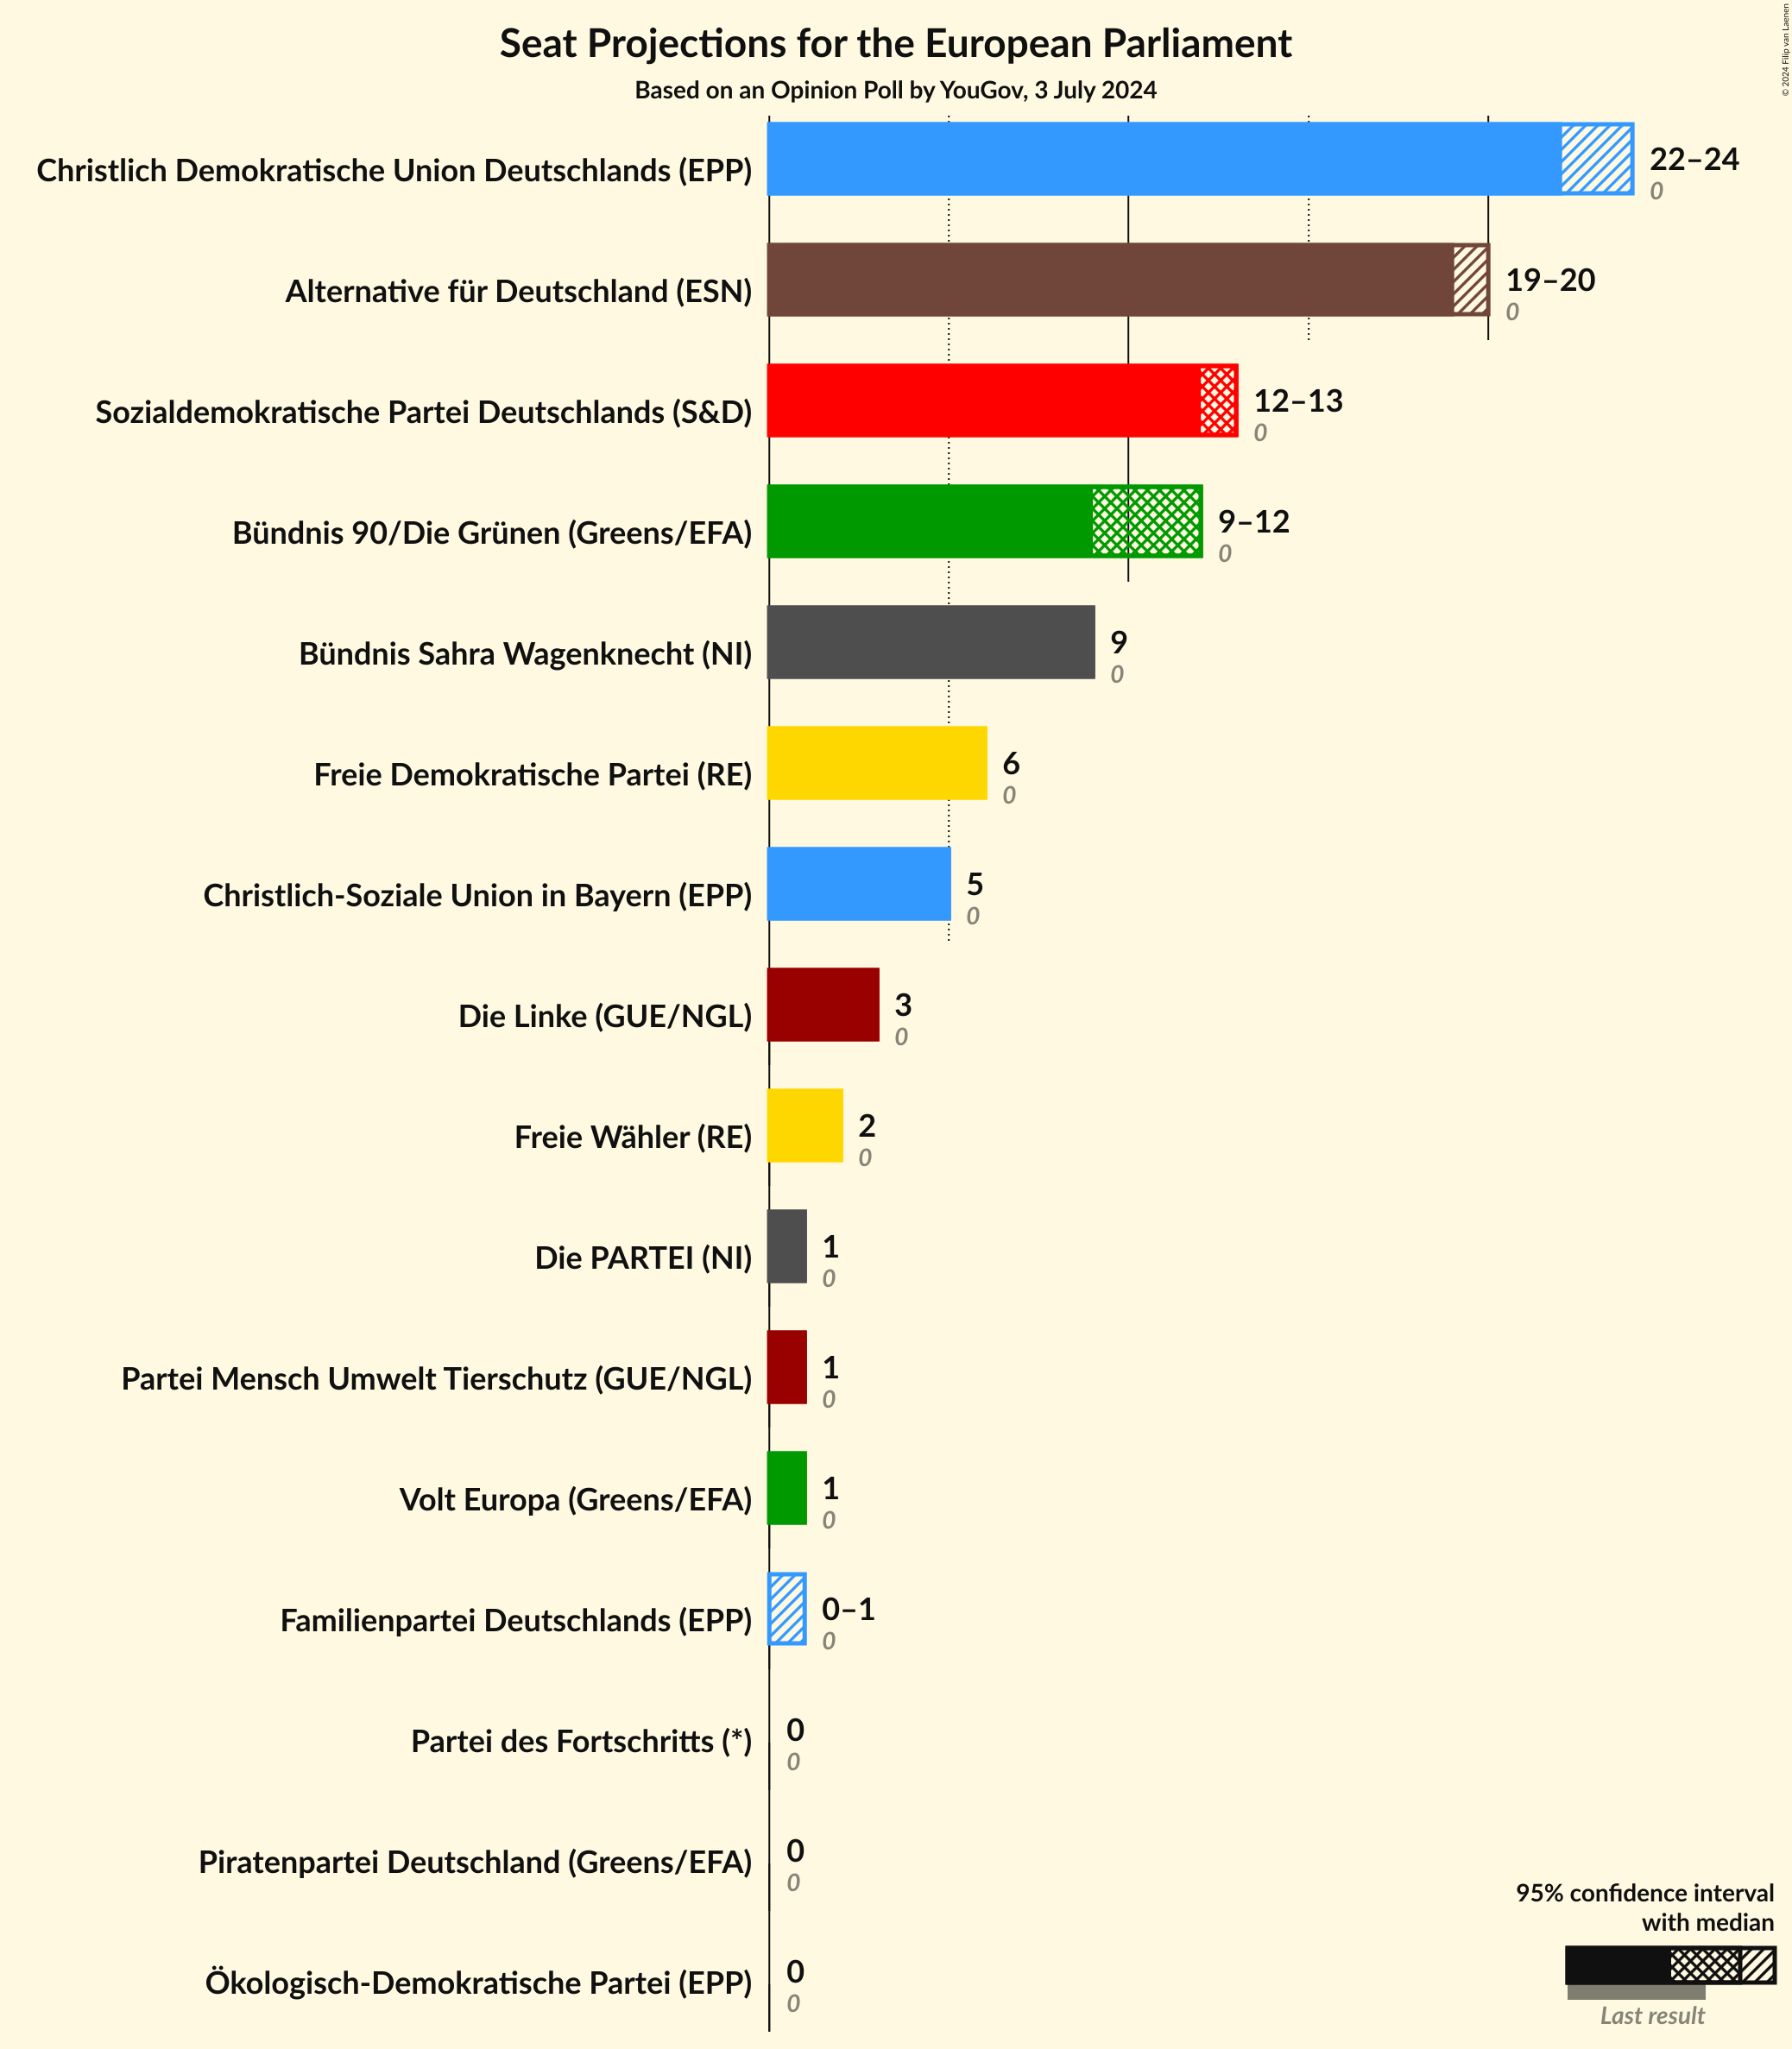 Seat Projections for the European Parliament
Based on an Opinion Poll by YouGov, 3 July 2024
© 2024 Filip van Laenen
Christlich Demokratische Union Deutschlands (EPP)
22–24
0
Alternative für Deutschland (ESN)
19–20
0
Sozialdemokratische Partei Deutschlands (S&D)
12–13
0
Bündnis 90/Die Grünen (Greens/EFA)
9–12
0
Bündnis Sahra Wagenknecht (NI)
9
0
Freie Demokratische Partei (RE)
6
0
Christlich-Soziale Union in Bayern (EPP)
5
0
Die Linke (GUE/NGL)
3
0
Freie Wähler (RE)
2
0
Die PARTEI (NI)
1
0
Partei Mensch Umwelt Tierschutz (GUE/NGL)
1
0
Volt Europa (Greens/EFA)
1
0
Familienpartei Deutschlands (EPP)
0–1
0
Partei des Fortschritts (*)
0
0
Piratenpartei Deutschland (Greens/EFA)
0
0
Ökologisch-Demokratische Partei (EPP)
0
0
95% confidence interval
with median
Last result